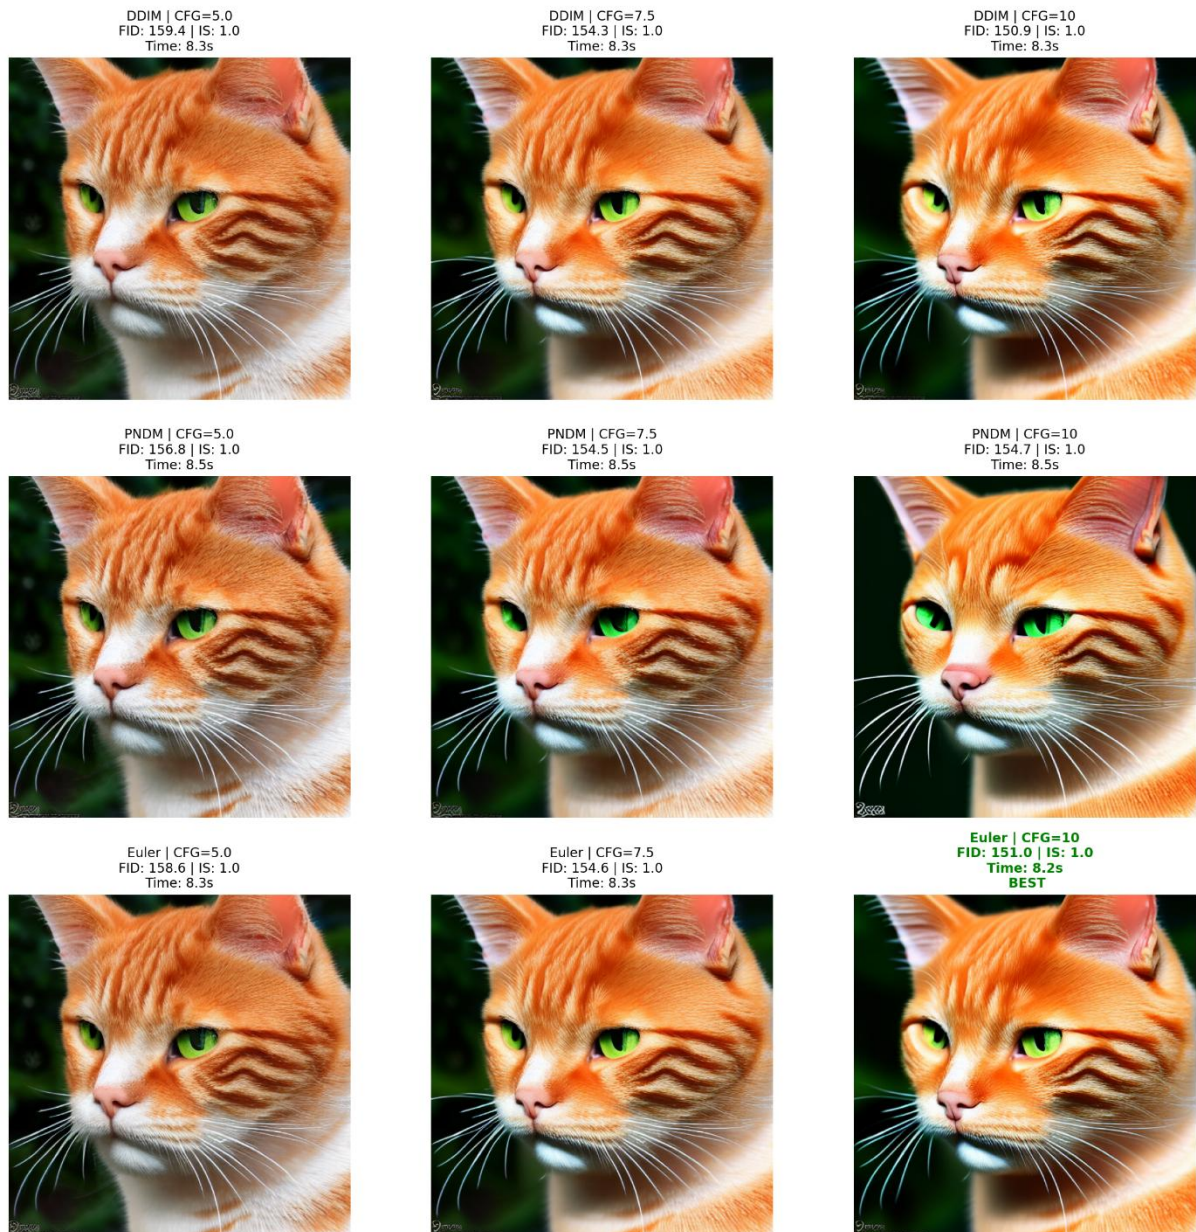 DDIM | CFG=5.0
FID: 159.4 | IS: 1.0
Time: 8.3s
DDIM | CFG=7.5
FID: 154.3 | IS: 1.0
Time: 8.3s
DDIM | CFG=10
FID: 150.9 | IS: 1.0
Time: 8.3s
PNDM | CFG=5.0
FID: 156.8 | IS: 1.0
Time: 8.5s
PNDM | CFG=7.5
FID: 154.5 | IS: 1.0
Time: 8.5s
PNDM | CFG=10
FID: 154.7 | IS: 1.0
Time: 8.5s
Euler | CFG=5.0
FID: 158.6 | IS: 1.0
Time: 8.3s
Euler | CFG=7.5
FID: 154.6 | IS: 1.0
Time: 8.3s
Euler | CFG=10
FID: 151.0 | IS: 1.0
Time: 8.2s
BEST